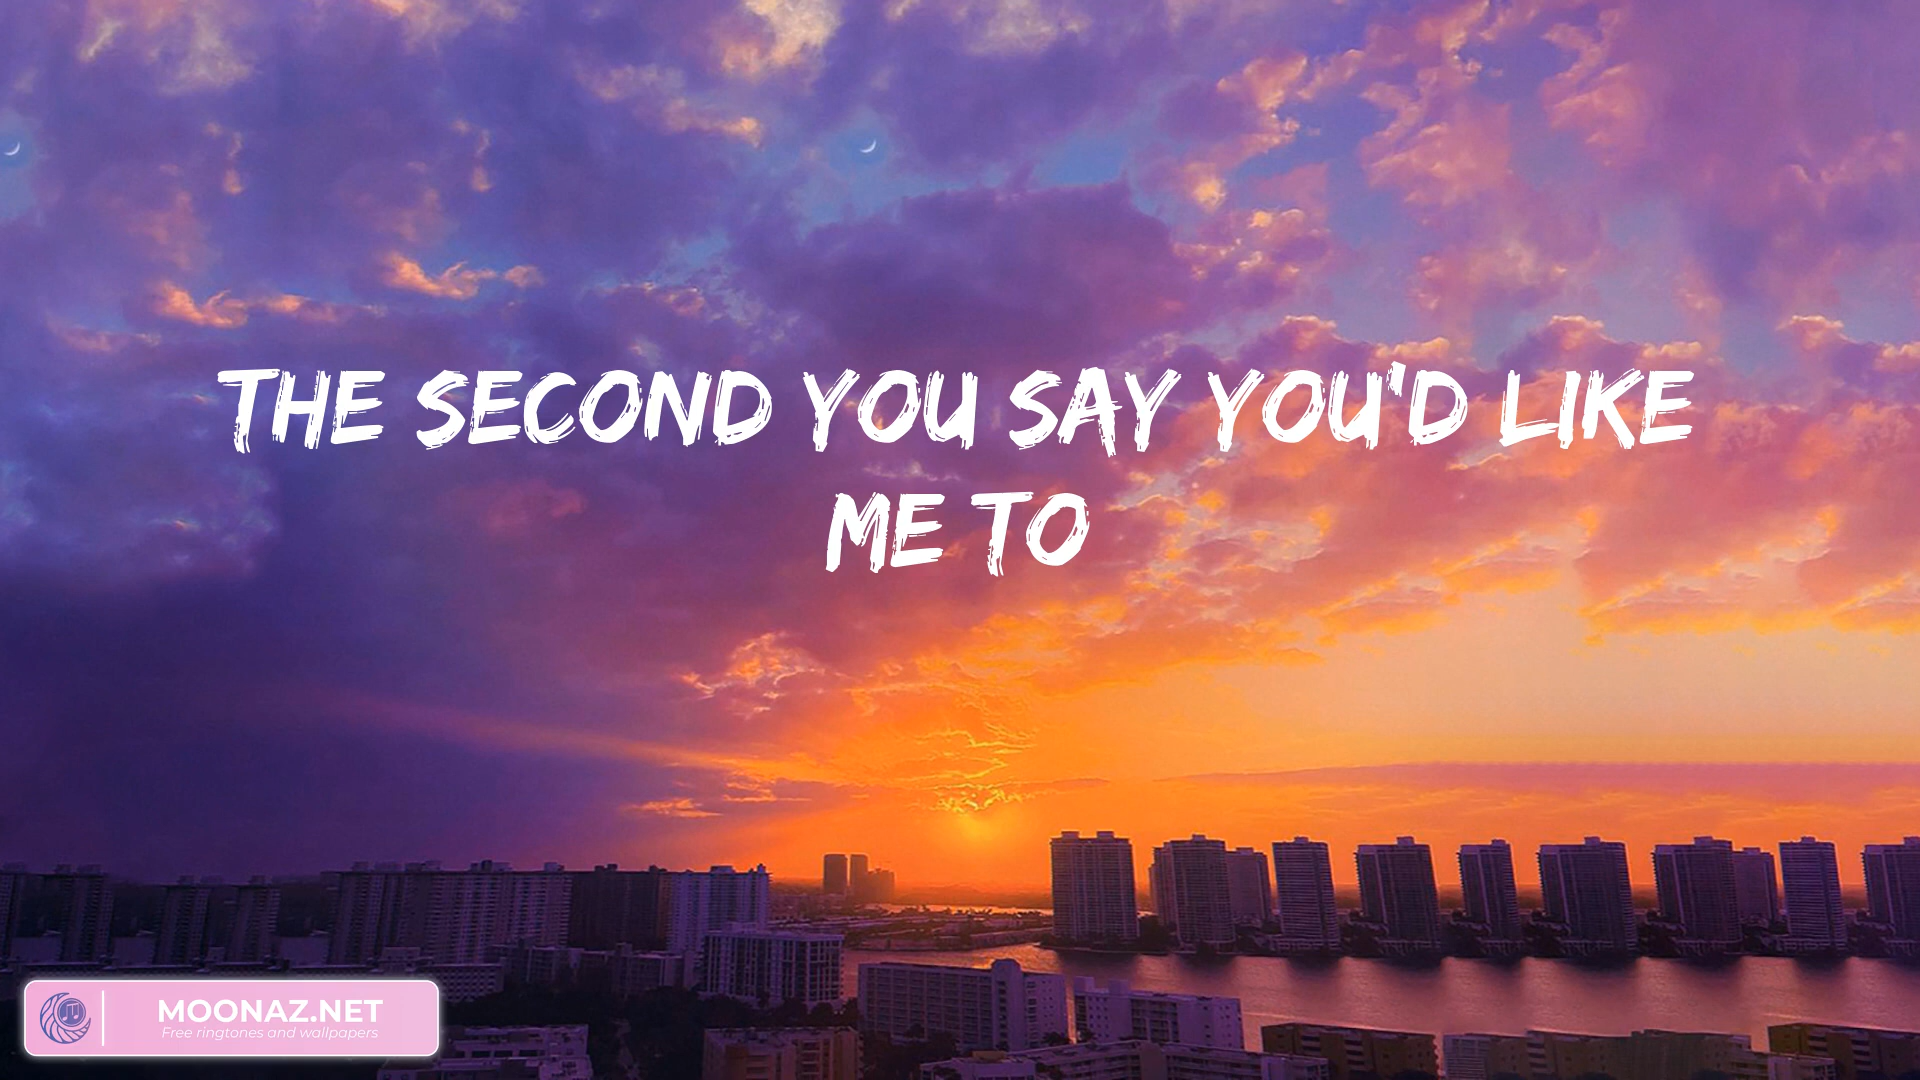 THE SECOND YOU SAY YOU'D LIKE
ME TO
MOONAZ.NET
Free ringtones and wallpapers